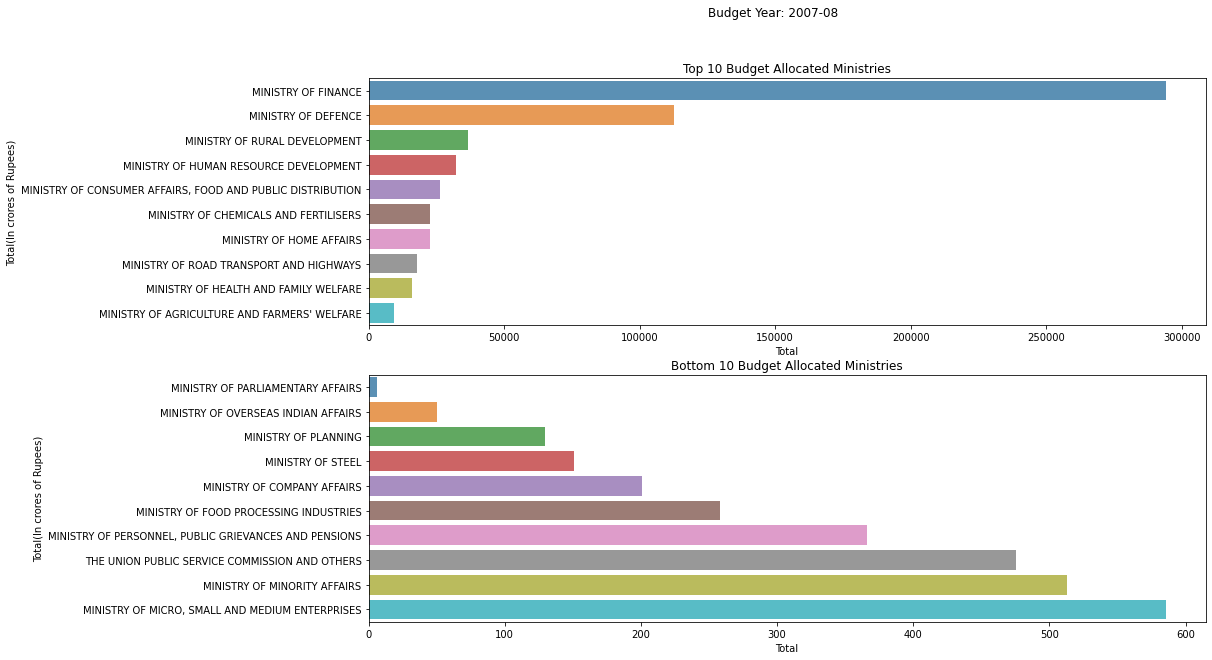 Budget Year: 2007-08
Top 10 Budget Allocated Ministries
Total(In crores of Rupees)
MINISTRY OF FINANCE
MINISTRY OF DEFENCE
MINISTRY OF RURAL DEVELOPMENT
MINISTRY OF HUMAN RESOURCE DEVELOPMENT
MINISTRY OF CONSUMER AFFAIRS, FOOD AND PUBLIC DISTRIBUTION
MINISTRY OF CHEMICALS AND FERTILISERS
MINISTRY OF HOME AFFAIRS
MINISTRY OF ROAD TRANSPORT AND HIGHWAYS
MINISTRY OF HEALTH AND FAMILY WELFARE
MINISTRY OF AGRICULTURE AND FARMERS' WELFARE
0 50000 100000 150000 200000 250000 300000
Total
Bottom 10 Budget Allocated Ministries
Total(In crores of Rupees)
MINISTRY OF PARLIAMENTARY AFFAIRS
MINISTRY OF OVERSEAS INDIAN AFFAIRS
MINISTRY OF PLANNING
MINISTRY OF STEEL
MINISTRY OF COMPANY AFFAIRS
MINISTRY OF FOOD PROCESSING INDUSTRIES
MINISTRY OF PERSONNEL, PUBLIC GRIEVANCES AND PENSIONS
THE UNION PUBLIC SERVICE COMMISSION AND OTHERS
MINISTRY OF MINORITY AFFAIRS
MINISTRY OF MICRO, SMALL AND MEDIUM ENTERPRISES
0 100 200 300 400 500 600
Total